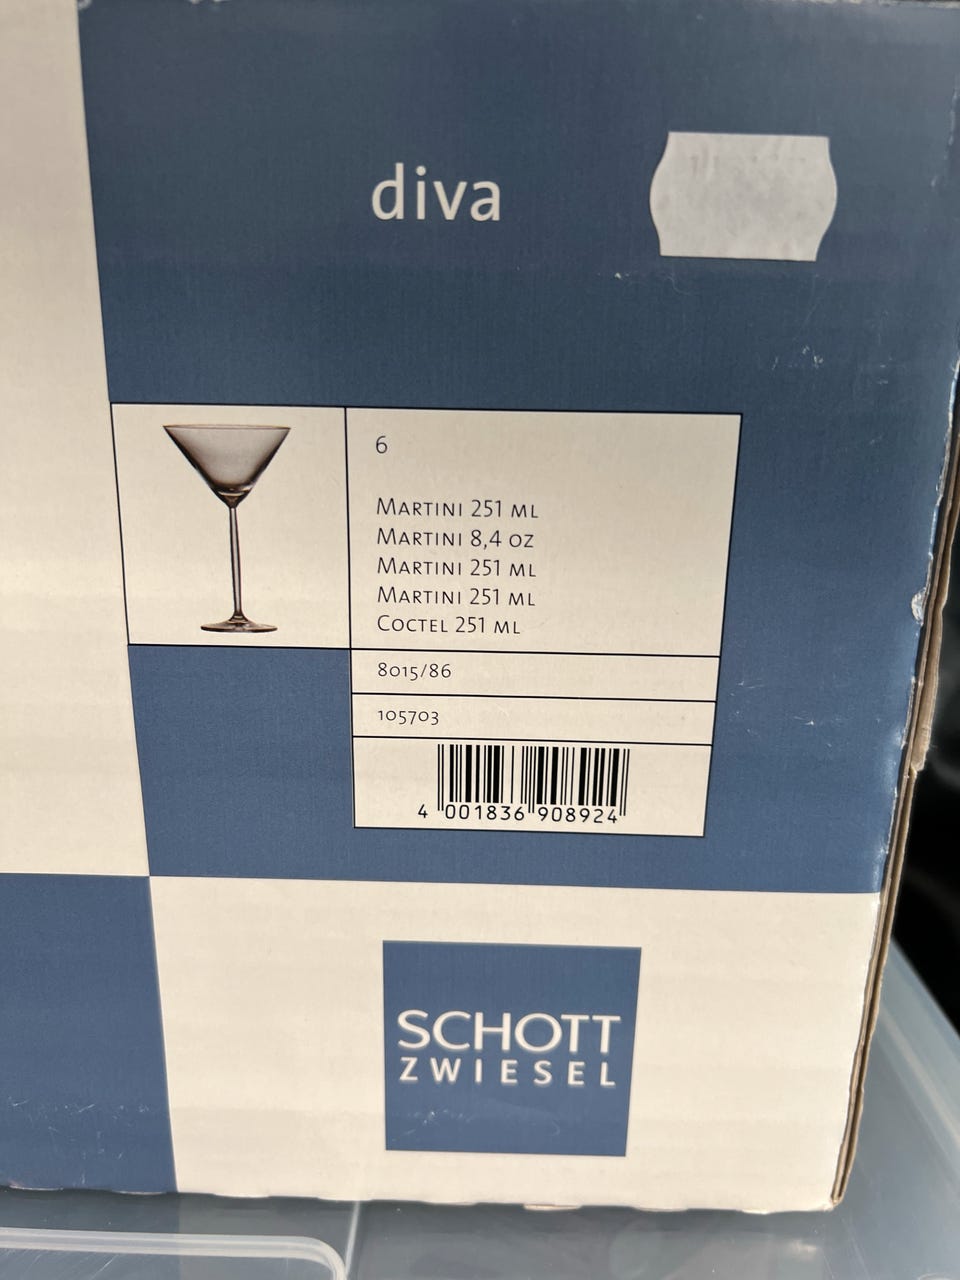 diva
6
MARTINI 251 ML
MARTINI 8,4 OZ
MARTINI 251 ML
MARTINI 251 ML
COCTEL 251 ML
8015/86
105703
4 001836 908924
SCHOTT
ZWIESEL